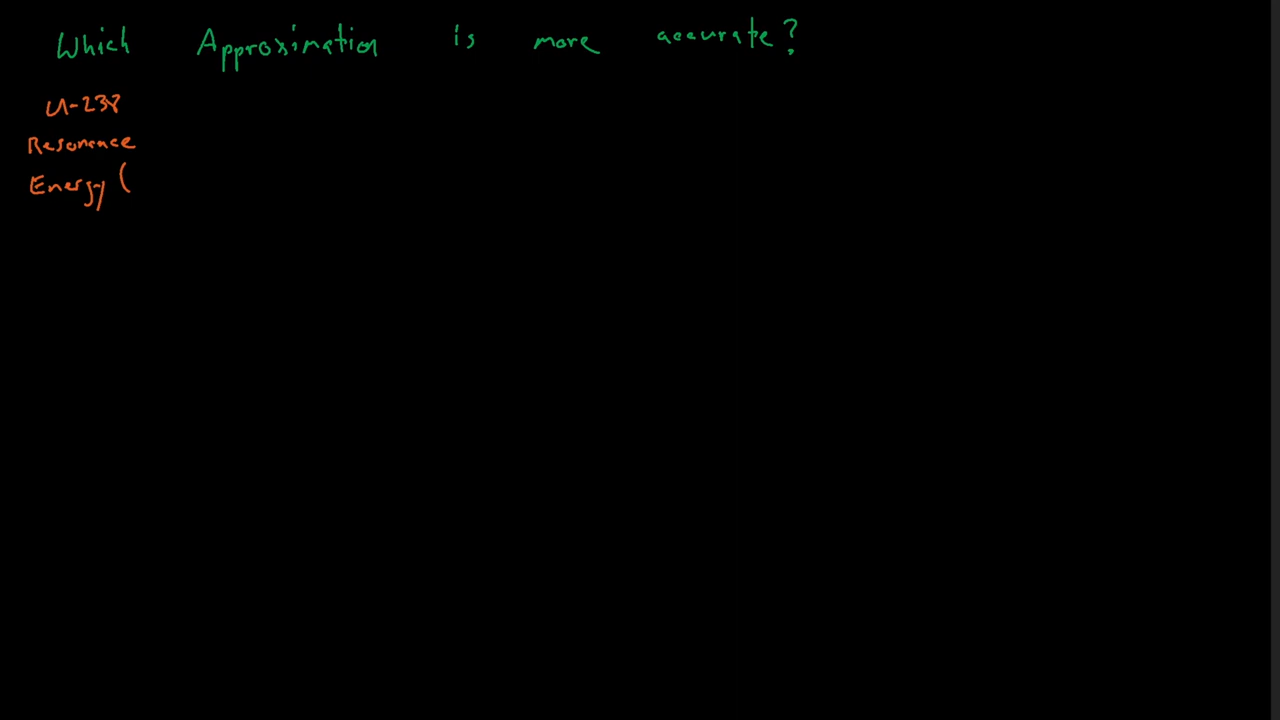 Which Approximation is more accurate?
U-238
Resonance
Energy (